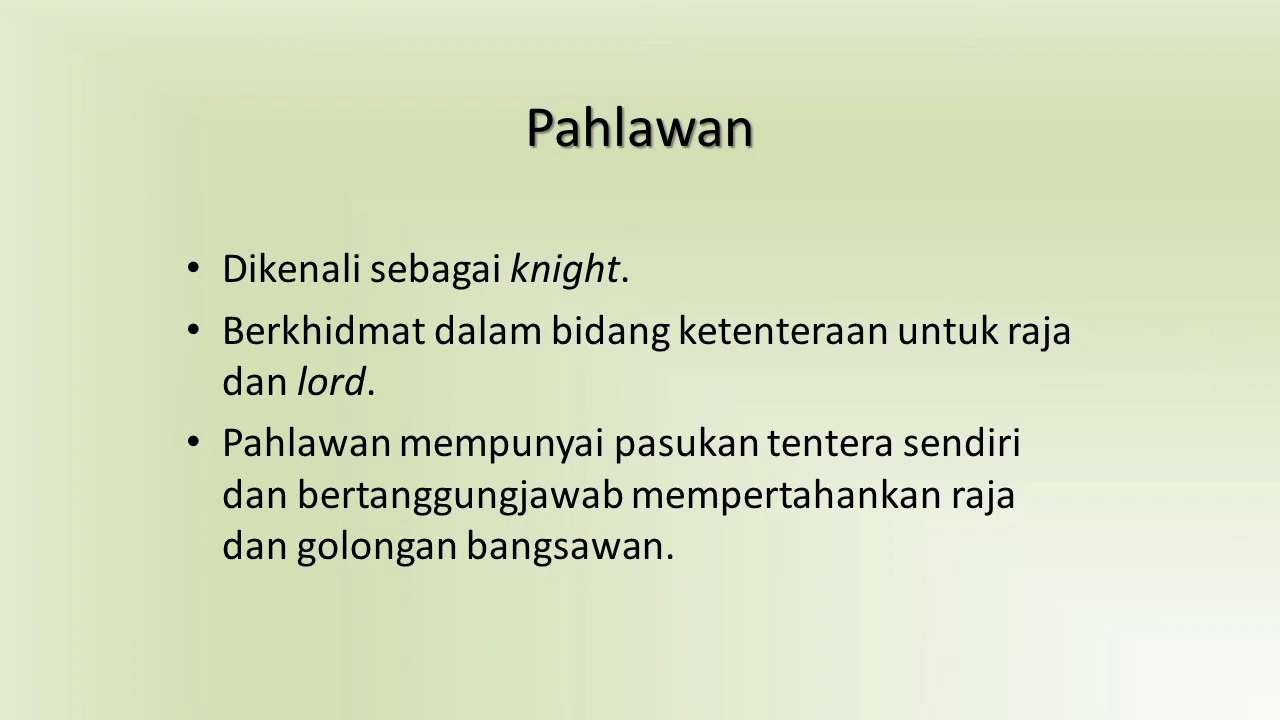 Pahlawan
• Dikenali sebagai knight.
• Berkhidmat dalam bidang ketenteraan untuk raja
dan lord.
• Pahlawan mempunyai pasukan tentera sendiri
dan bertanggungjawab mempertahankan raja
dan golongan bangsawan.